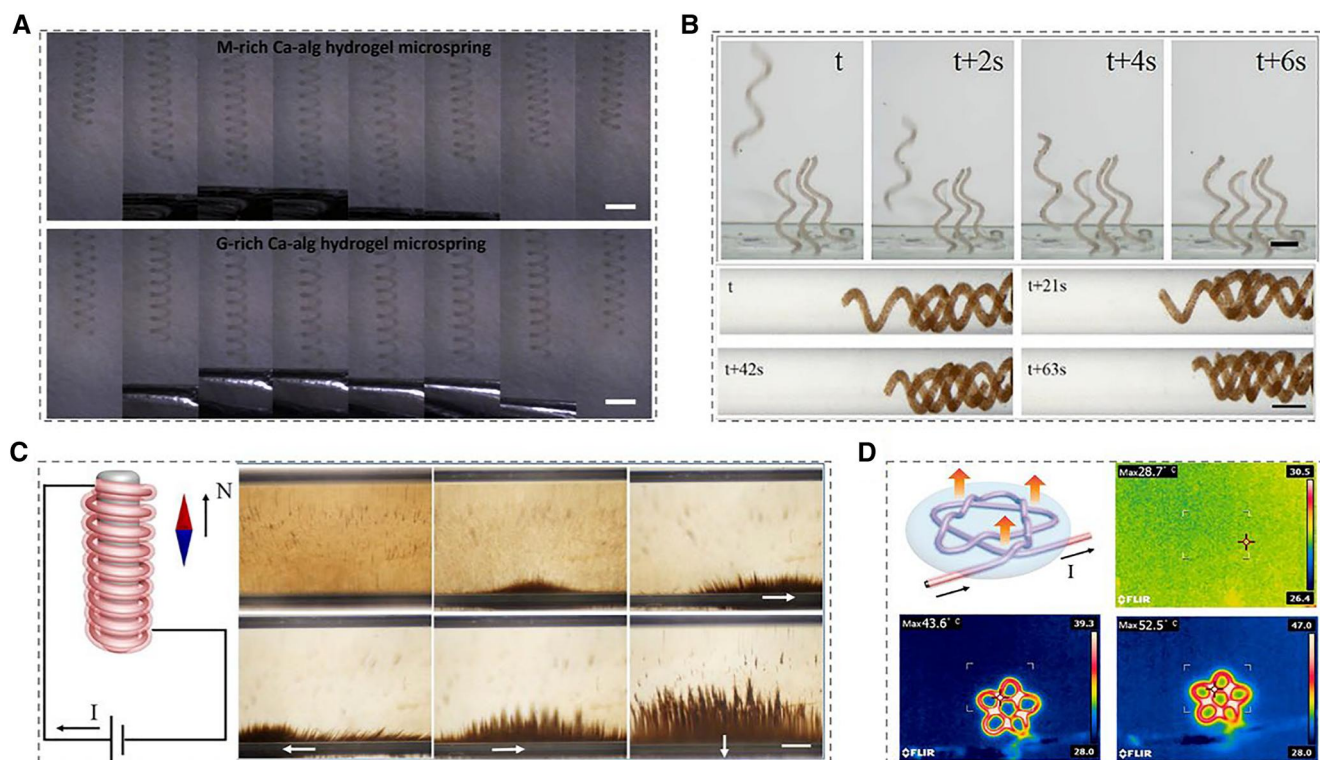 A
M-rich Ca-alg hydrogel microspring
G-rich Ca-alg hydrogel microspring
B
t
t+2s
t+4s
t+6s
t
t+21s
t+42s
t+63s
C
N
I
D
I
Max28.7°C
30.5
26.4
FLIR
Max43.6°C
39.3
28.0
FLIR
Max52.5°C
47.0
28.0
FLIR